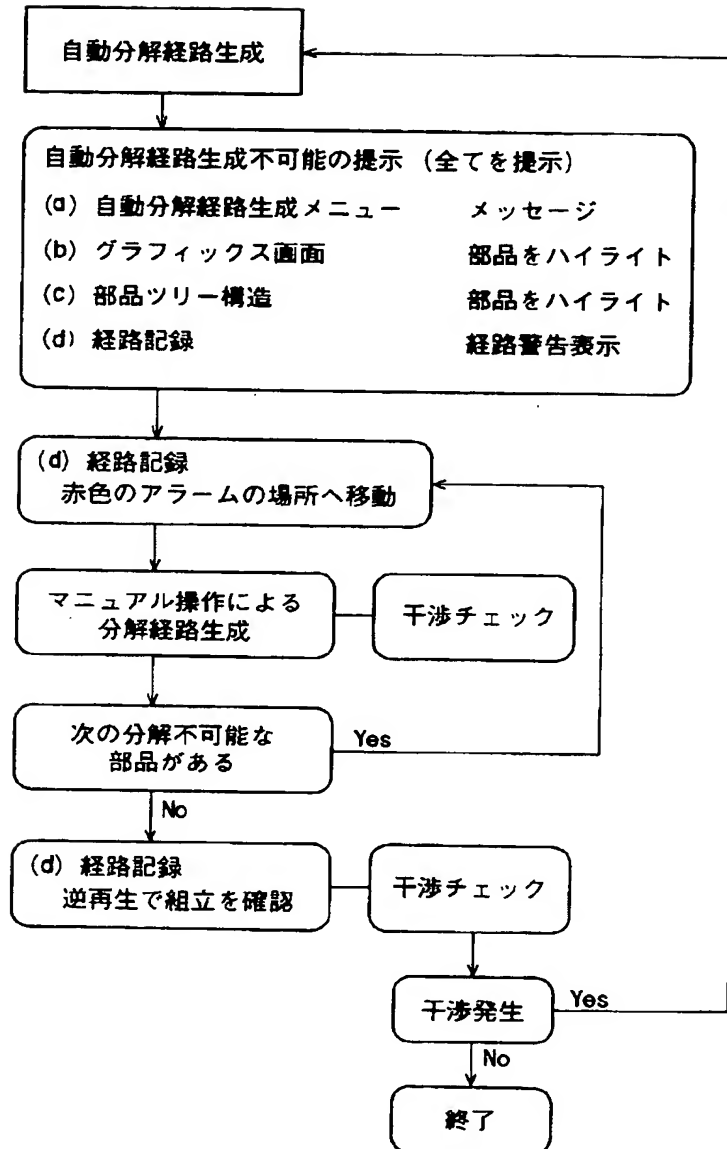 自動分解経路生成
自動分解経路生成不可能の提示 (全てを提示)
(a) 自動分解経路生成メニュー メッセージ
(b) グラフィックス画面 部品をハイライト
(c) 部品ツリー構造 部品をハイライト
(d) 経路記録 経路警告表示
(d) 経路記録
赤色のアラームの場所へ移動
マニュアル操作による
分解経路生成
干渉チェック
次の分解不可能な
部品がある
Yes
No
(d) 経路記録
逆再生で組立を確認
干渉チェック
干渉発生
Yes
No
終了